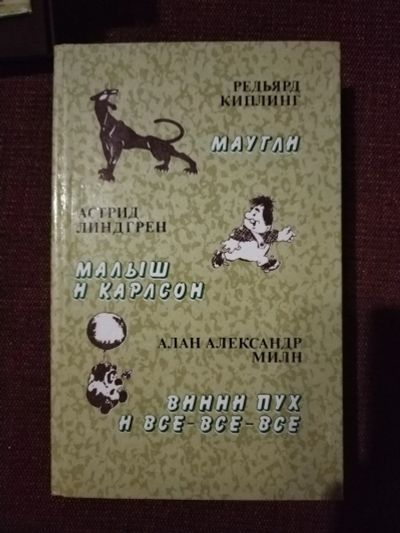 РЕДЬЯРД
КИПЛИНГ
МАУГЛИ
АСТРИД
ЛИНДГРЕН
МАЛЫШ
И КАРЛСОН
АЛАН АЛЕКСАНДР
МИЛН
ВИННИ ПУХ
И ВСЕ-ВСЕ-ВСЕ